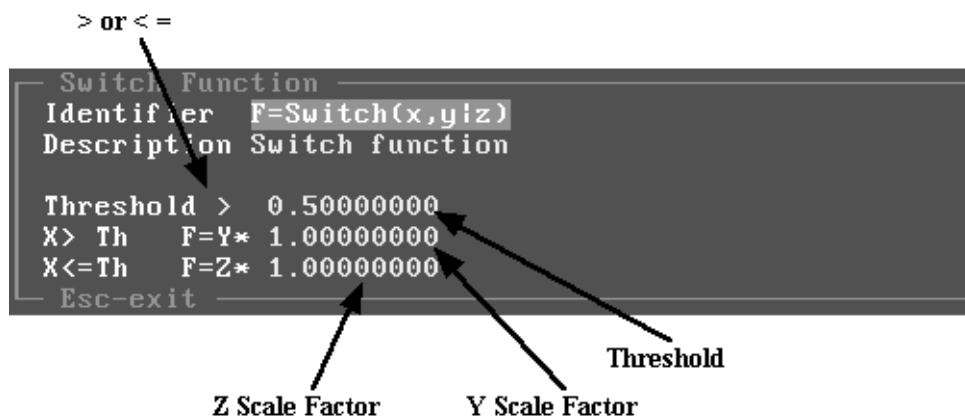 > or < =
Switch Function
Identifier F=Switch(x,y|z)
Description Switch function
Threshold > 0.50000000
X> Th F=Y* 1.00000000
X<=Th F=Z* 1.00000000
Esc-exit
Threshold
Z Scale Factor Y Scale Factor